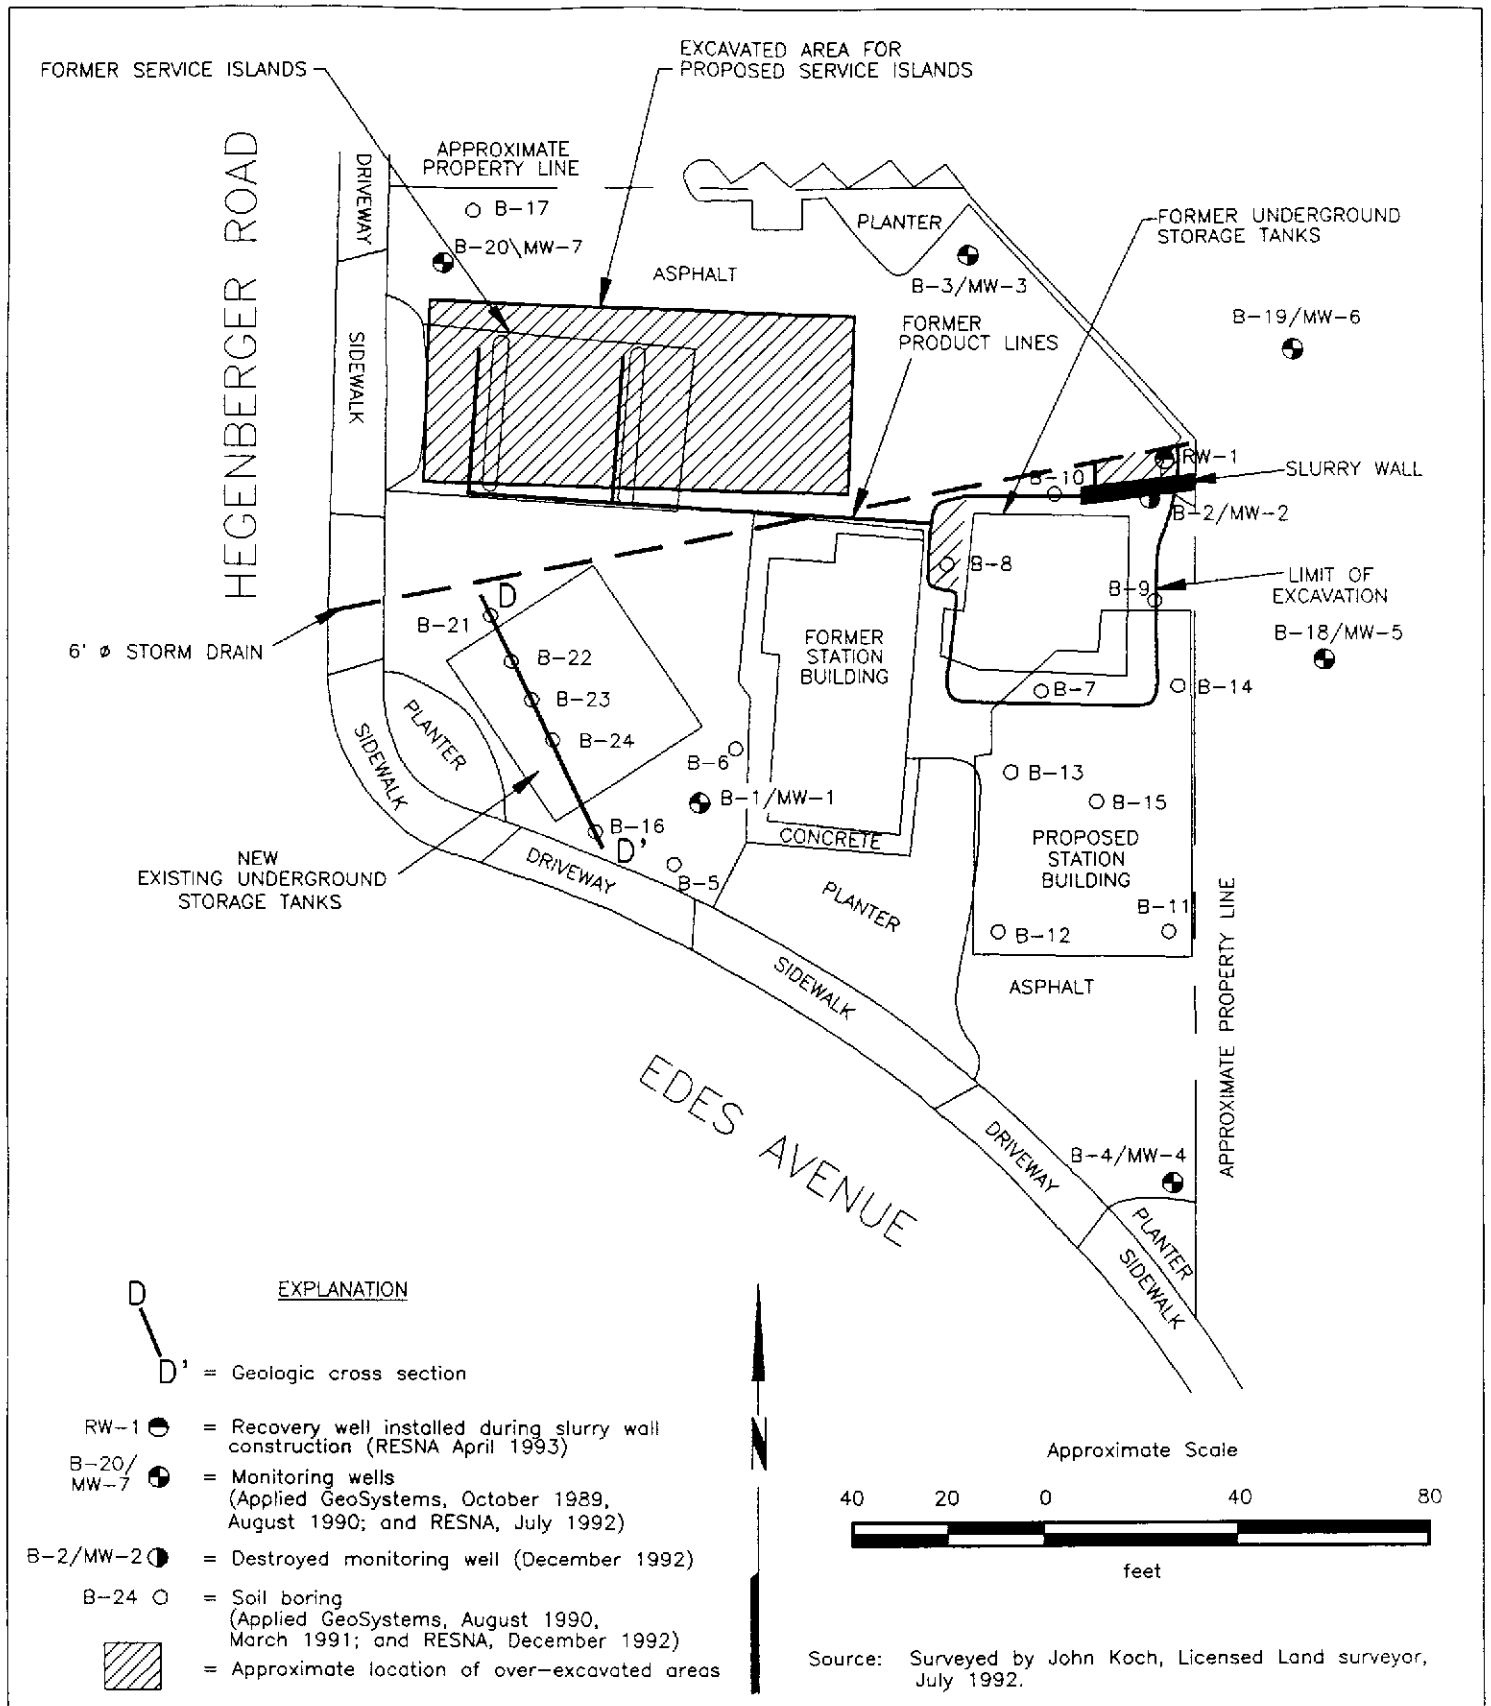 EXCAVATED AREA FOR
PROPOSED SERVICE ISLANDS
FORMER SERVICE ISLANDS
HEGENBERGER ROAD
DRIVEWAY
APPROXIMATE
PROPERTY LINE
B-17
B-20\MW-7
ASPHALT
PLANTER
FORMER UNDERGROUND
STORAGE TANKS
B-3/MW-3
FORMER
PRODUCT LINES
B-19/MW-6
SIDEWALK
RW-1
B-10
SLURRY WALL
B-2/MW-2
B-8
B-9
LIMIT OF
EXCAVATION
D
B-21
6' ø STORM DRAIN
B-22
FORMER
STATION
BUILDING
B-18/MW-5
B-23
B-7
B-14
PLANTER
SIDEWALK
B-24
B-6
B-13
B-1/MW-1
B-15
B-16
D'
CONCRETE
PROPOSED
STATION
BUILDING
NEW
EXISTING UNDERGROUND
STORAGE TANKS
DRIVEWAY
B-5
PLANTER
B-11
B-12
APPROXIMATE PROPERTY LINE
SIDEWALK
ASPHALT
EDES AVENUE
DRIVEWAY
B-4/MW-4
PLANTER
SIDEWALK
EXPLANATION
D
D' = Geologic cross section
RW-1 = Recovery well installed during slurry wall
construction (RESNA April 1993)
B-20/
MW-7 = Monitoring wells
(Applied GeoSystems, October 1989,
August 1990; and RESNA, July 1992)
B-2/MW-2 = Destroyed monitoring well (December 1992)
B-24 = Soil boring
(Applied GeoSystems, August 1990,
March 1991; and RESNA, December 1992)
= Approximate location of over-excavated areas
N
Approximate Scale
40 20 0 40 80
feet
Source: Surveyed by John Koch, Licensed Land surveyor,
July 1992.